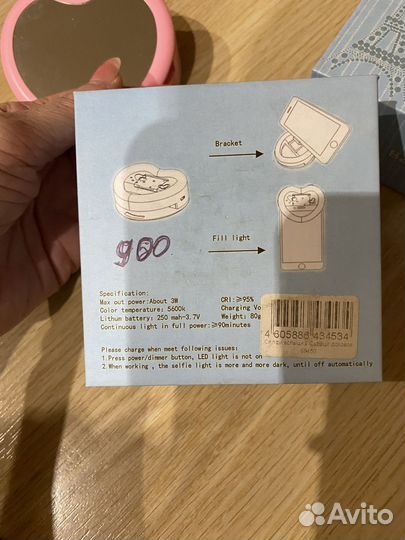 Bracket
900
Fill light
Specification:
Max out power:About 3W
CRI:≥95%
Color temperature: 5600k
Charging Vo
Lithum battery: 250 mah-3.7V
Weight: 80g
Continuous light in full power:≥90minutes
4 605886 434534
Please charge when meet following issues:
1.Press power/dimmer button, LED light is not on
2.When working , the selfie light is more and more dark, until off automatically
Avito